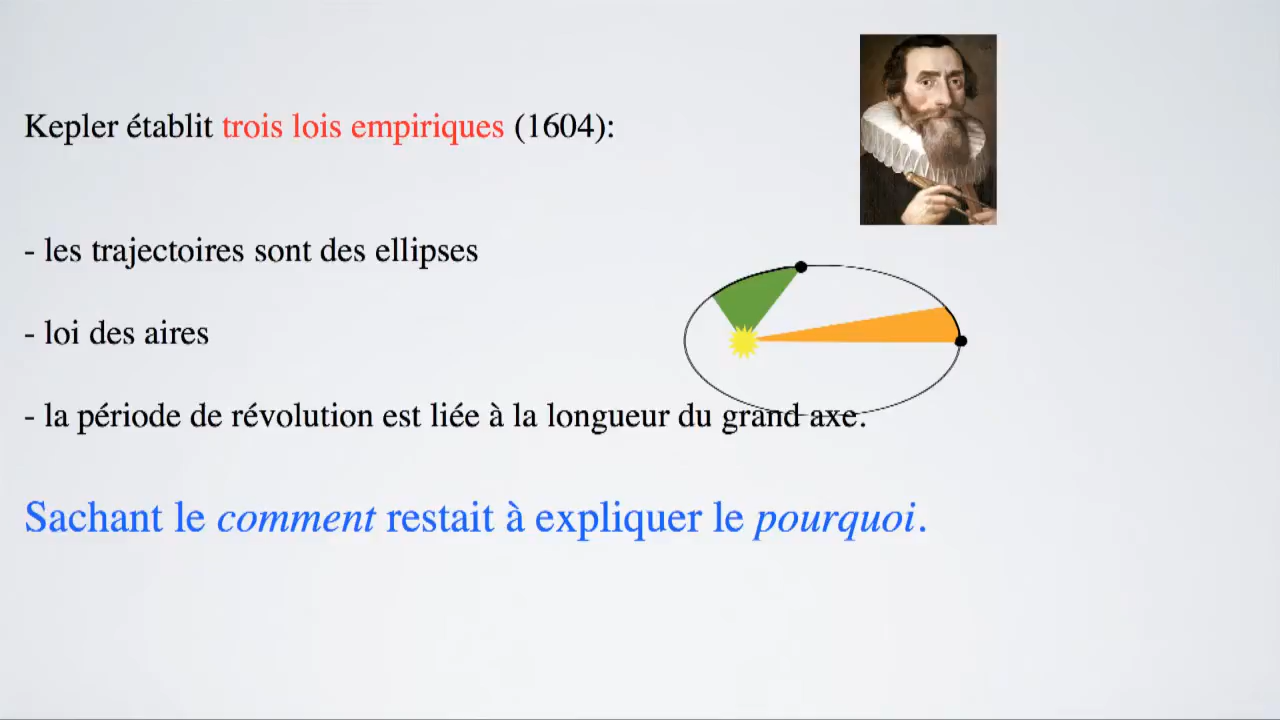 Kepler établit trois lois empiriques (1604):
- les trajectoires sont des ellipses
- loi des aires
- la période de révolution est liée à la longueur du grand axe.
Sachant le comment restait à expliquer le pourquoi.